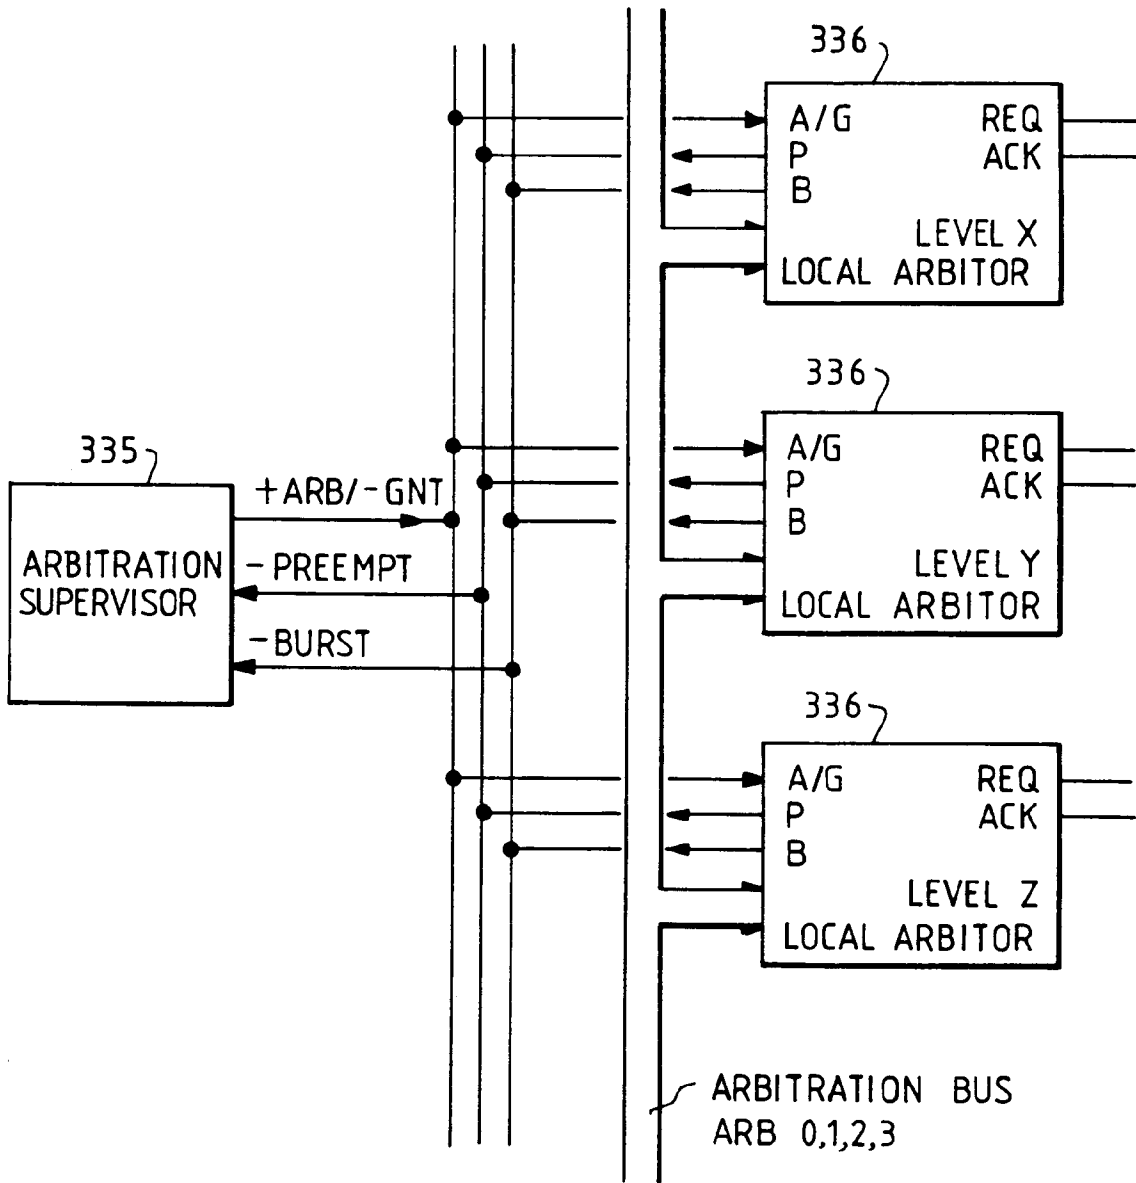 336
A/G REQ
P ACK
B
LEVEL X
LOCAL ARBITOR
336
A/G REQ
P ACK
B
LEVEL Y
LOCAL ARBITOR
335
+ARB/-GNT
ARBITRATION
SUPERVISOR
-PREEMPT
-BURST
336
A/G REQ
P ACK
B
LEVEL Z
LOCAL ARBITOR
ARBITRATION BUS
ARB 0,1,2,3